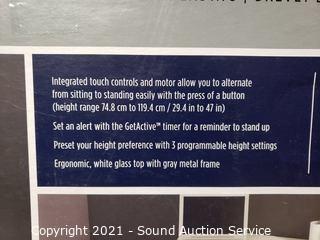 Integrated touch controls and motor allow you to alternate
from sitting to standing easily with the press of a button
(height range 74.8 cm to 119.4 cm / 29.4 in to 47 in)
Set an alert with the GetActive™ timer for a reminder to stand up
Preset your height preference with 3 programmable height settings
Ergonomic, white glass top with gray metal frame
Copyright 2021 - Sound Auction Service